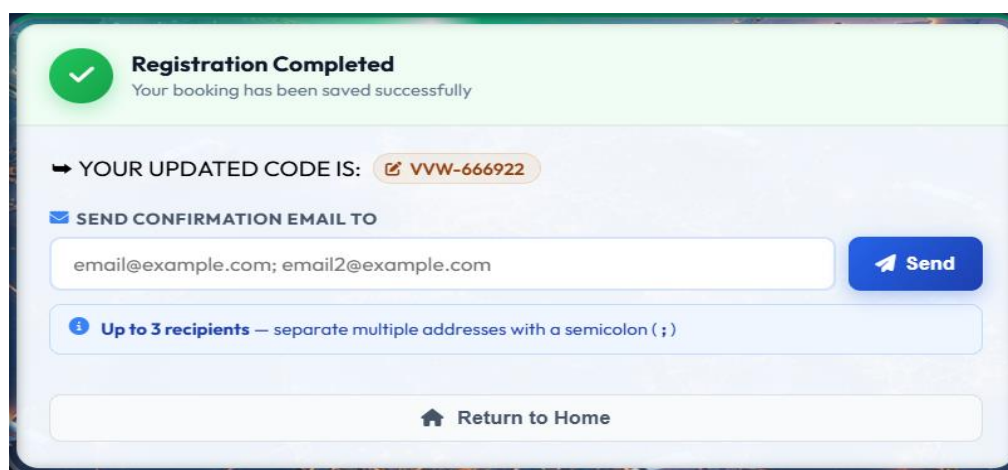 Registration Completed
Your booking has been saved successfully
➥ YOUR UPDATED CODE IS: VVW-666922
SEND CONFIRMATION EMAIL TO
email@example.com; email2@example.com
Send
Up to 3 recipients — separate multiple addresses with a semicolon ( ; )
Return to Home